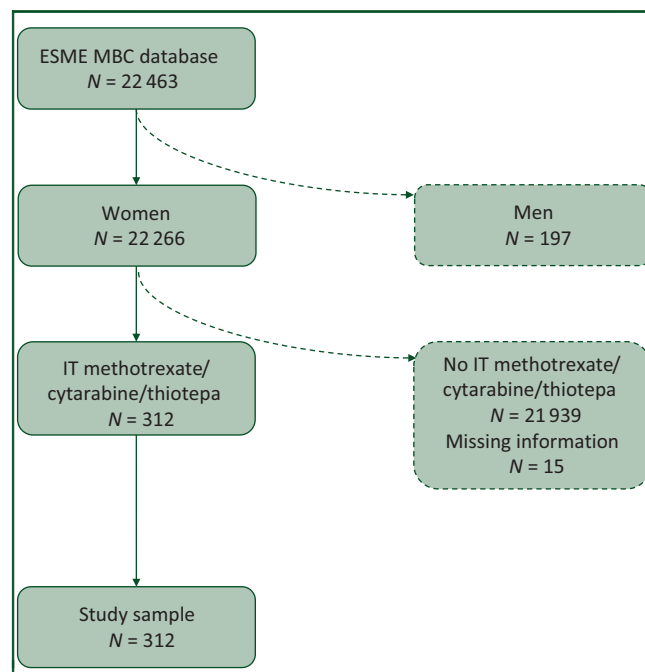 ESME MBC database
N = 22 463
Women
N = 22 266
Men
N = 197
IT methotrexate/
cytarabine/thiotepa
N = 312
No IT methotrexate/
cytarabine/thiotepa
N = 21 939
Missing information
N = 15
Study sample
N = 312